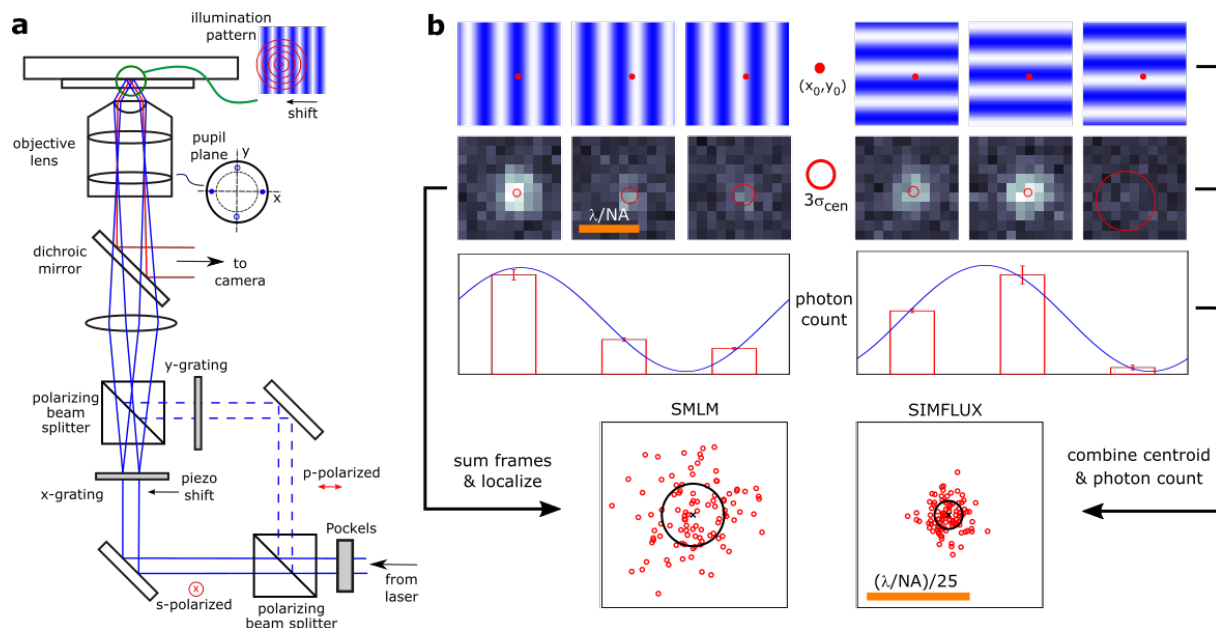 a
illumination
pattern
shift
objective
lens
pupil
plane
y
x
dichroic
mirror
to
camera
y-grating
polarizing
beam
splitter
p-polarized
x-grating
piezo
shift
Pockels
x
s-polarized
from
laser
polarizing
beam splitter
b
(x₀,y₀)
λ/NA
3σcen
photon
count
SMLM
SIMFLUX
sum frames
& localize
combine centroid
& photon count
x
x
(λ/NA)/25